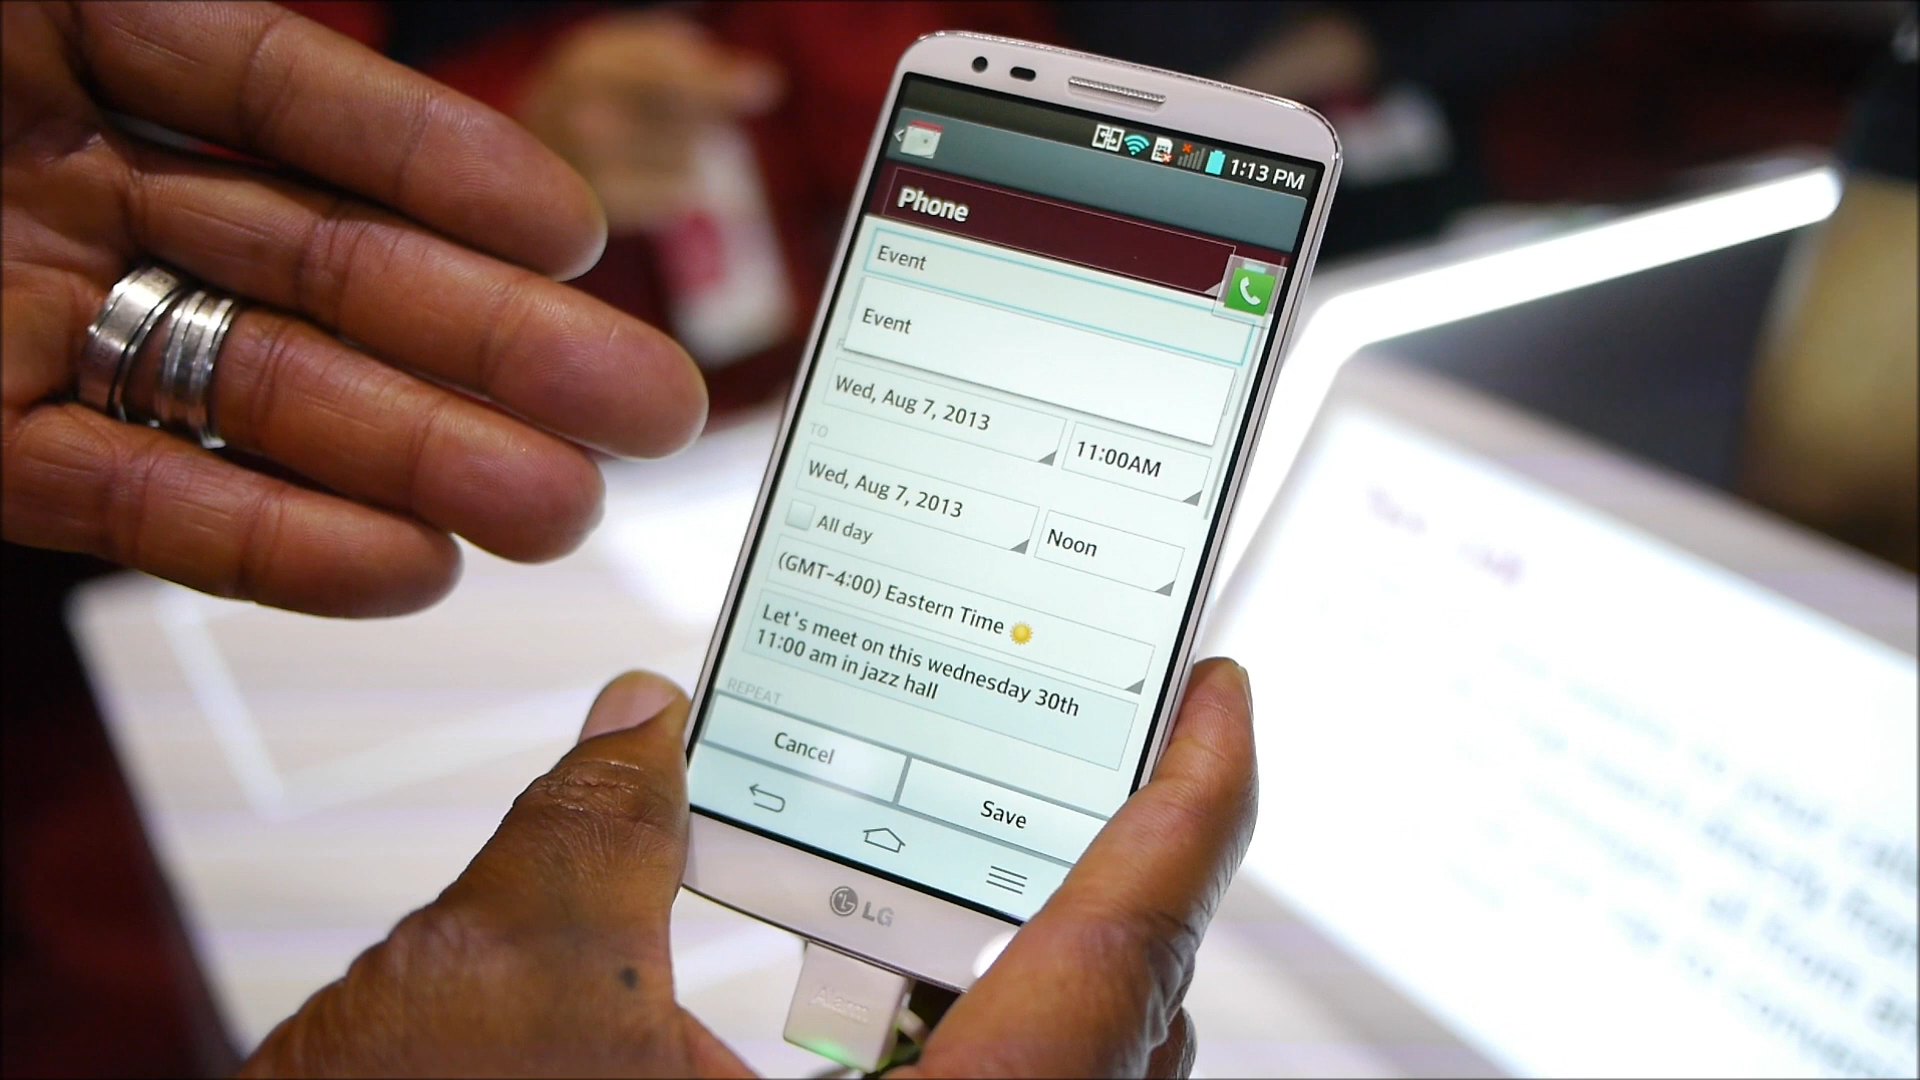 1:13 PM
Phone
Event
Event
Wed, Aug 7, 2013
11:00AM
TO
Wed, Aug 7, 2013
Noon
All day
(GMT-4:00) Eastern Time
Let's meet on this wednesday 30th
11:00 am in jazz hall
REPEAT
Cancel
Save
LG
Alarm